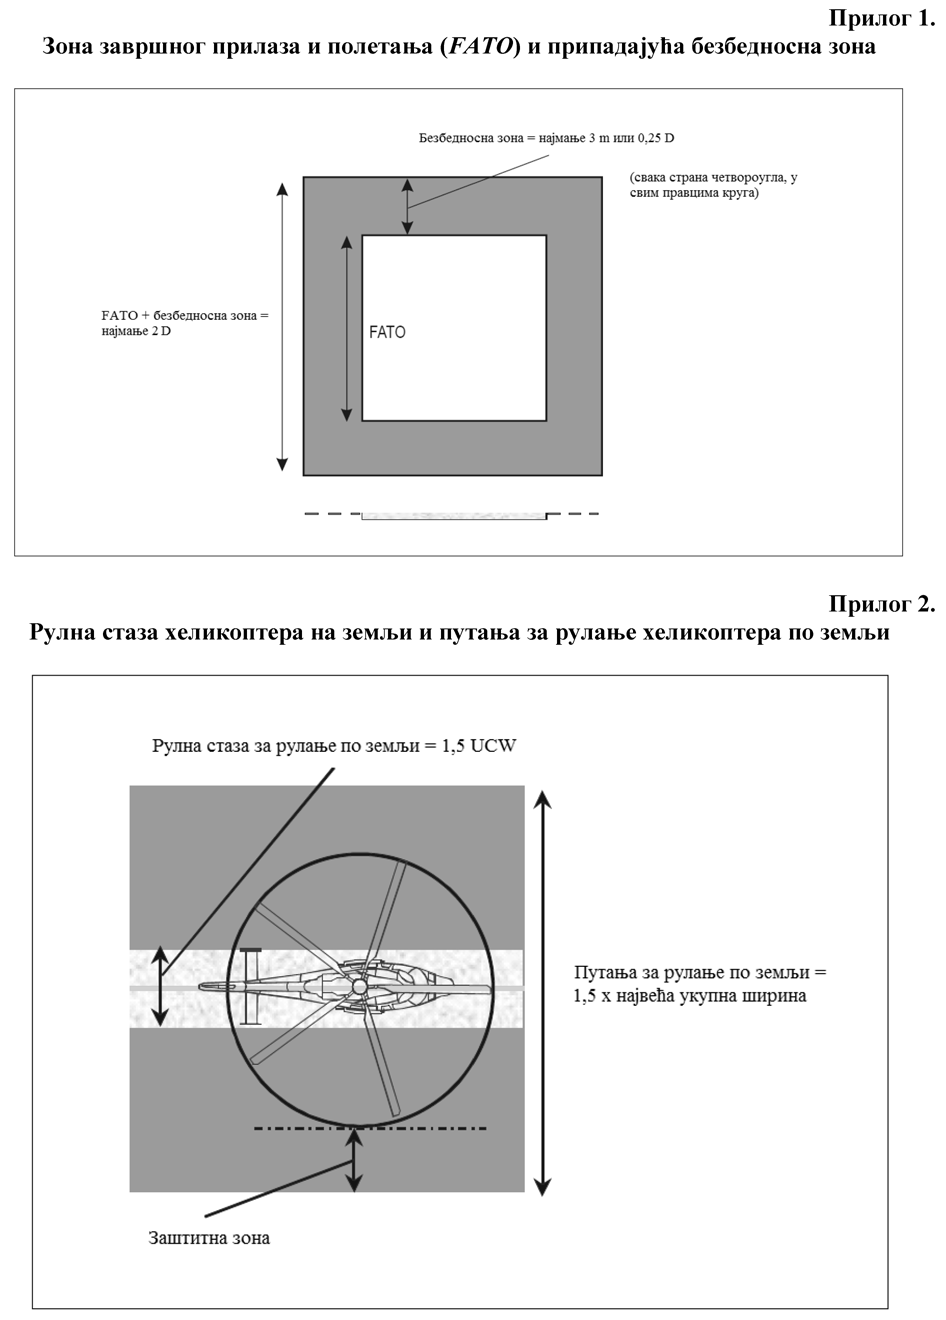 Прилог 1.
Зона завршног прилаза и полетања (FATO) и припадајућа безбедносна зона
Безбедносна зона = најмање 3 m или 0,25 D
(свака страна четвороугла, у
свим правцима круга)
FATO + безбедносна зона =
најмање 2 D
FATO
Прилог 2.
Рулна стаза хеликоптера на земљи и путања за рулање хеликоптера по земљи
Рулна стаза за рулање по земљи = 1,5 UCW
Путања за рулање по земљи =
1,5 x највећа укупна ширина
Заштитна зона